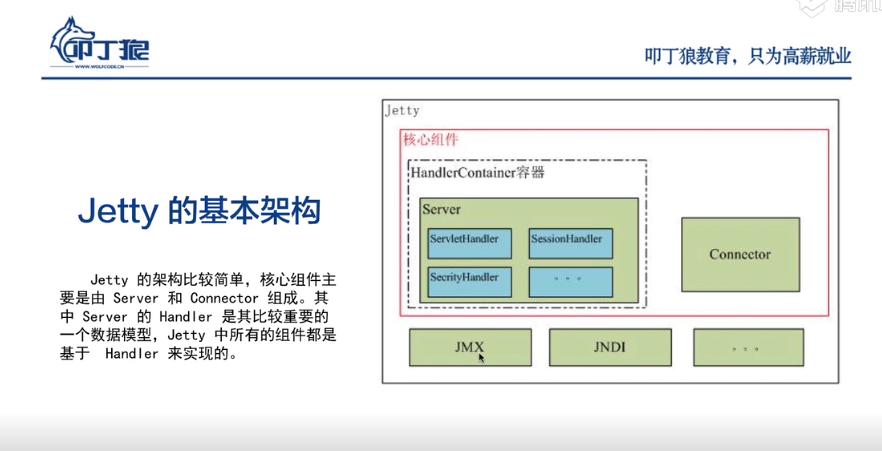 叩丁狼
WWW.WOLFCODE.CN
叩丁狼教育，只为高薪就业
Jetty 的基本架构
Jetty 的架构比较简单，核心组件主
要是由 Server 和 Connector 组成。其
中 Server 的 Handler 是其比较重要的
一个数据模型，Jetty 中所有的组件都是
基于 Handler 来实现的。
Jetty
核心组件
HandlerContainer容器
Server
ServletHandler
SessionHandler
SecrityHandler
。。。
Connector
JMX
JNDI
。。。